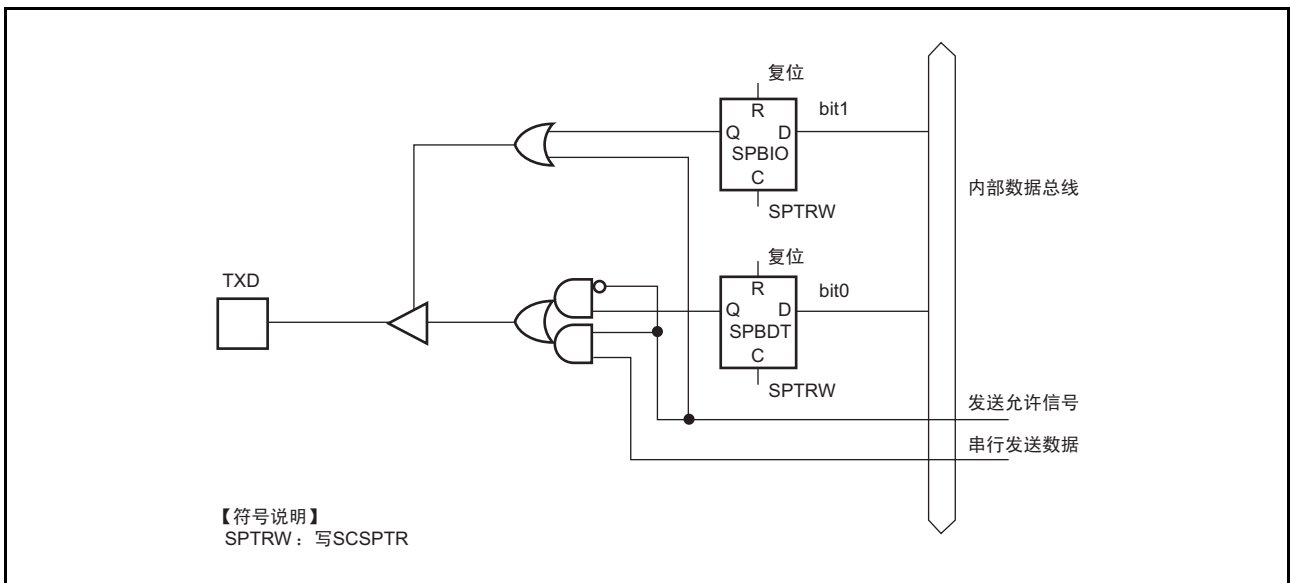 复位
R
bit1
Q D
SPBIO
C
内部数据总线
SPTRW
复位
TXD
R
bit0
Q D
SPBDT
C
SPTRW
发送允许信号
串行发送数据
【符号说明】
SPTRW： 写SCSPTR